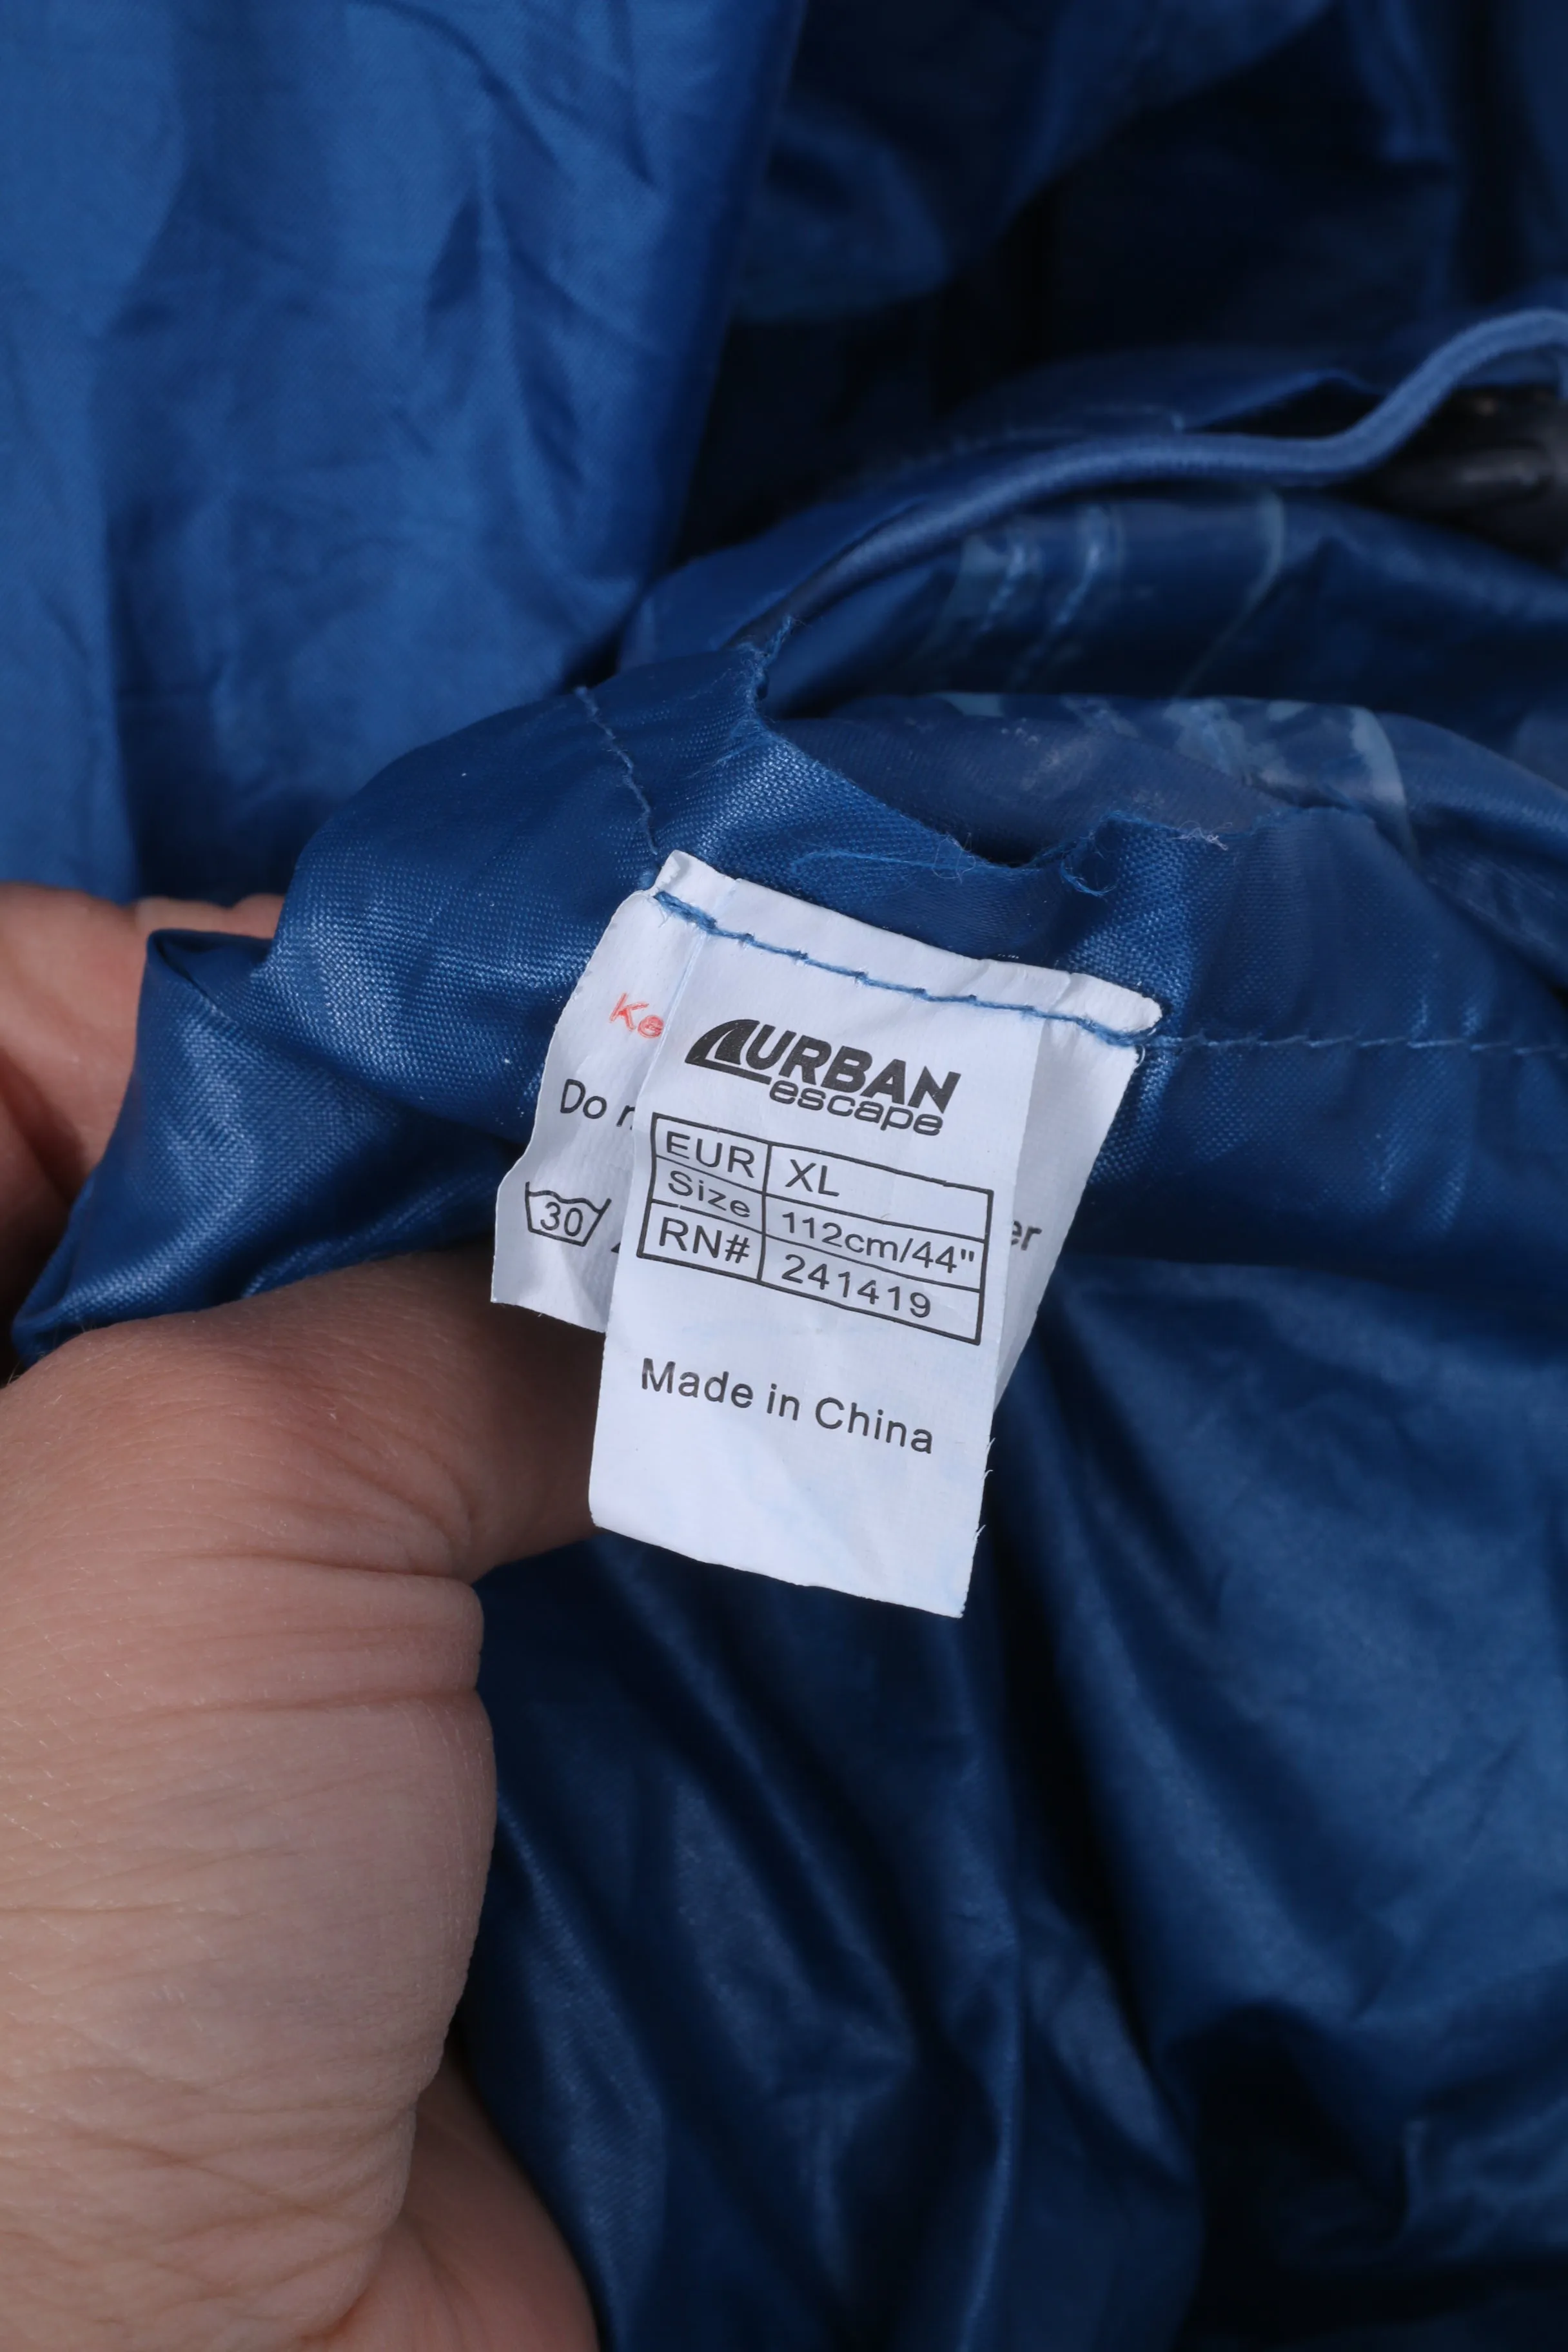 URBAN
escape
EUR XL
Size 112cm/44"
RN# 241419
Made in China
Do
30